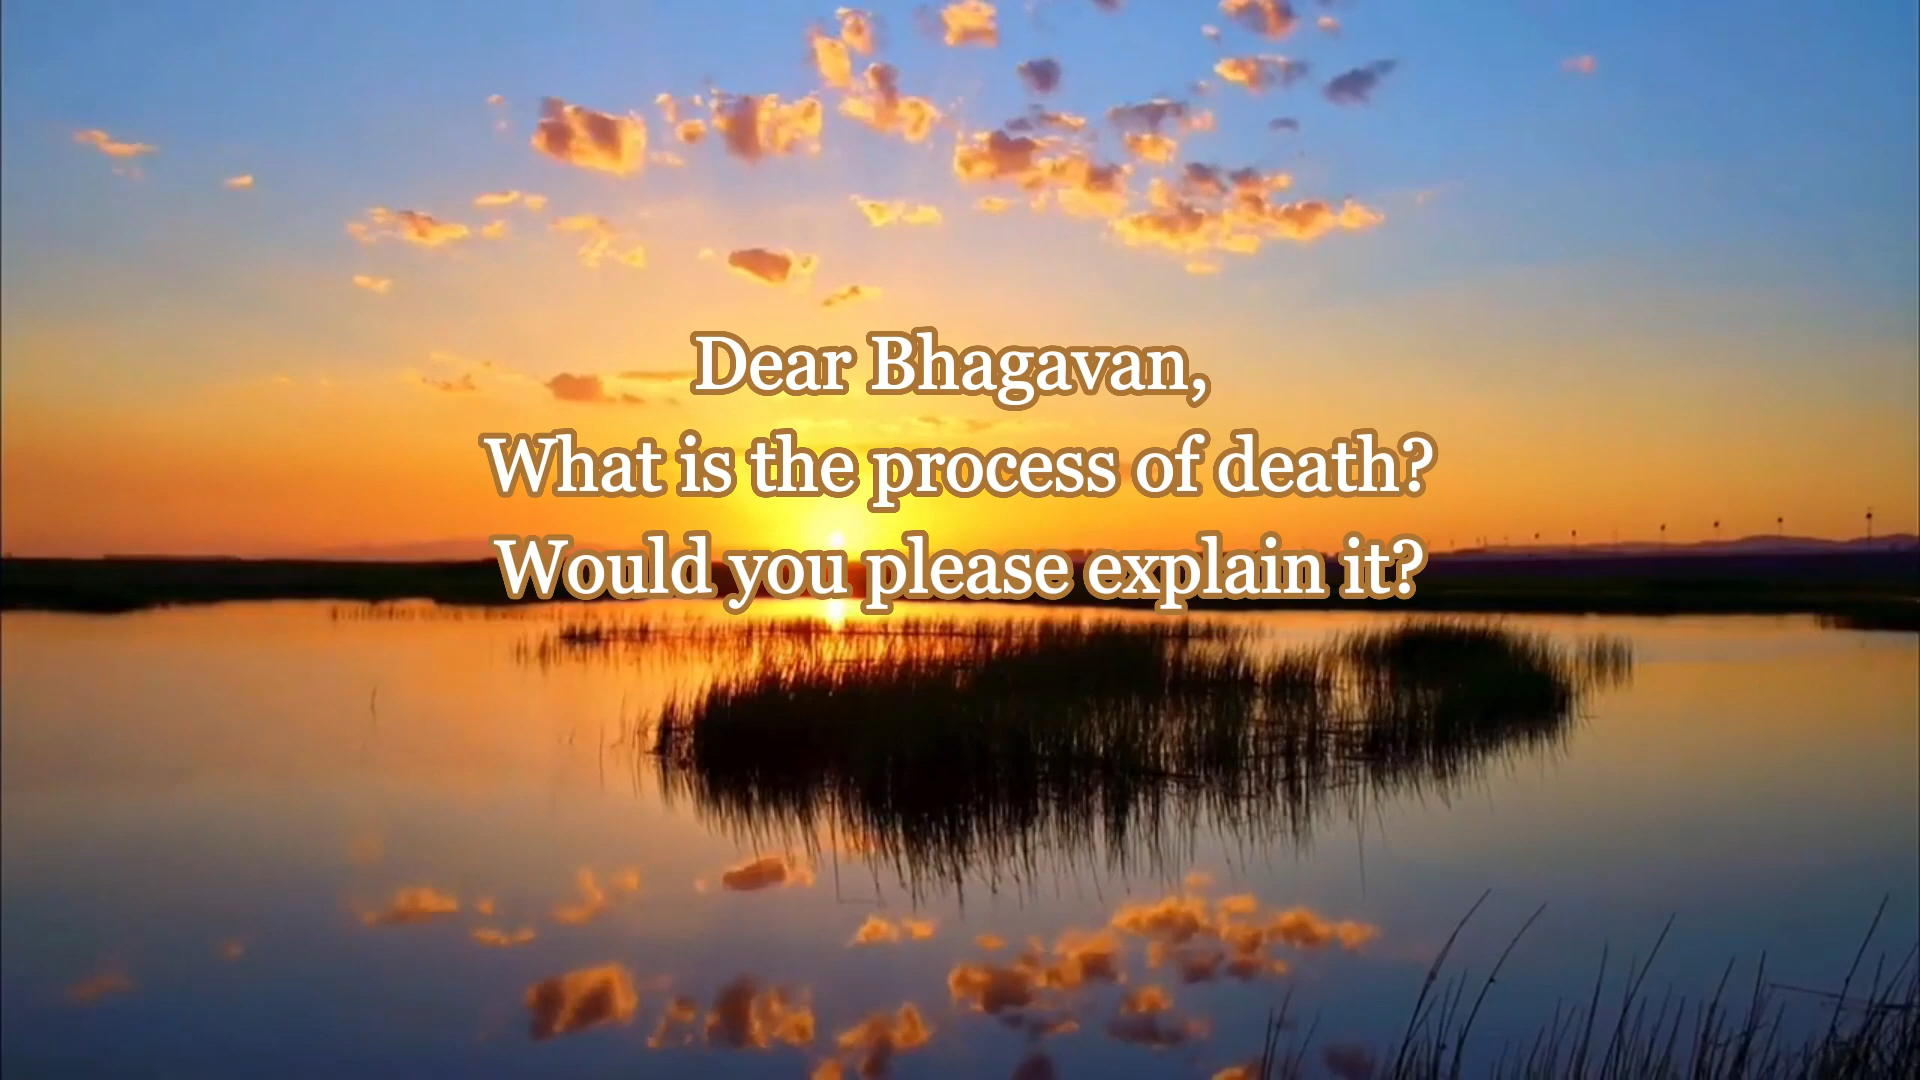 Dear Bhagavan,
What is the process of death?
Would you please explain it?